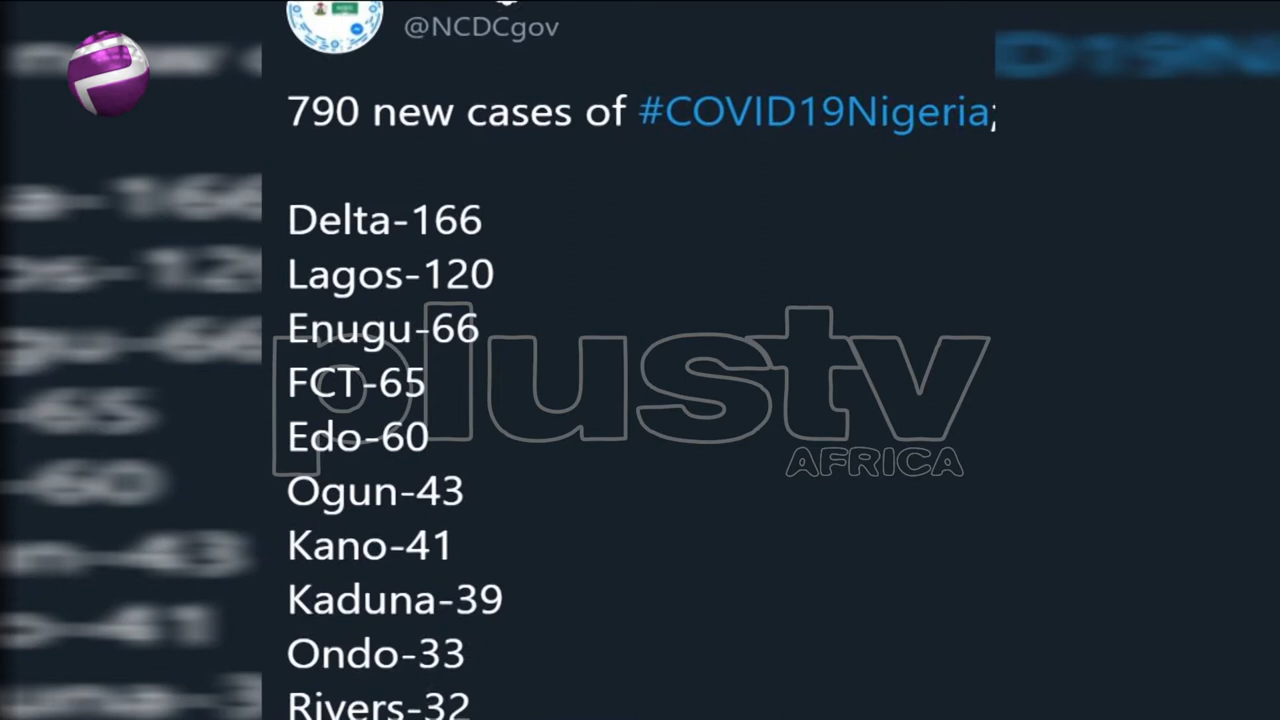 @NCDCgov
790 new cases of #COVID19Nigeria;
Delta-166
Lagos-120
Enugu-66
FCT-65
Edo-60
Ogun-43
Kano-41
Kaduna-39
Ondo-33
Rivers-32
plustv
AFRICA